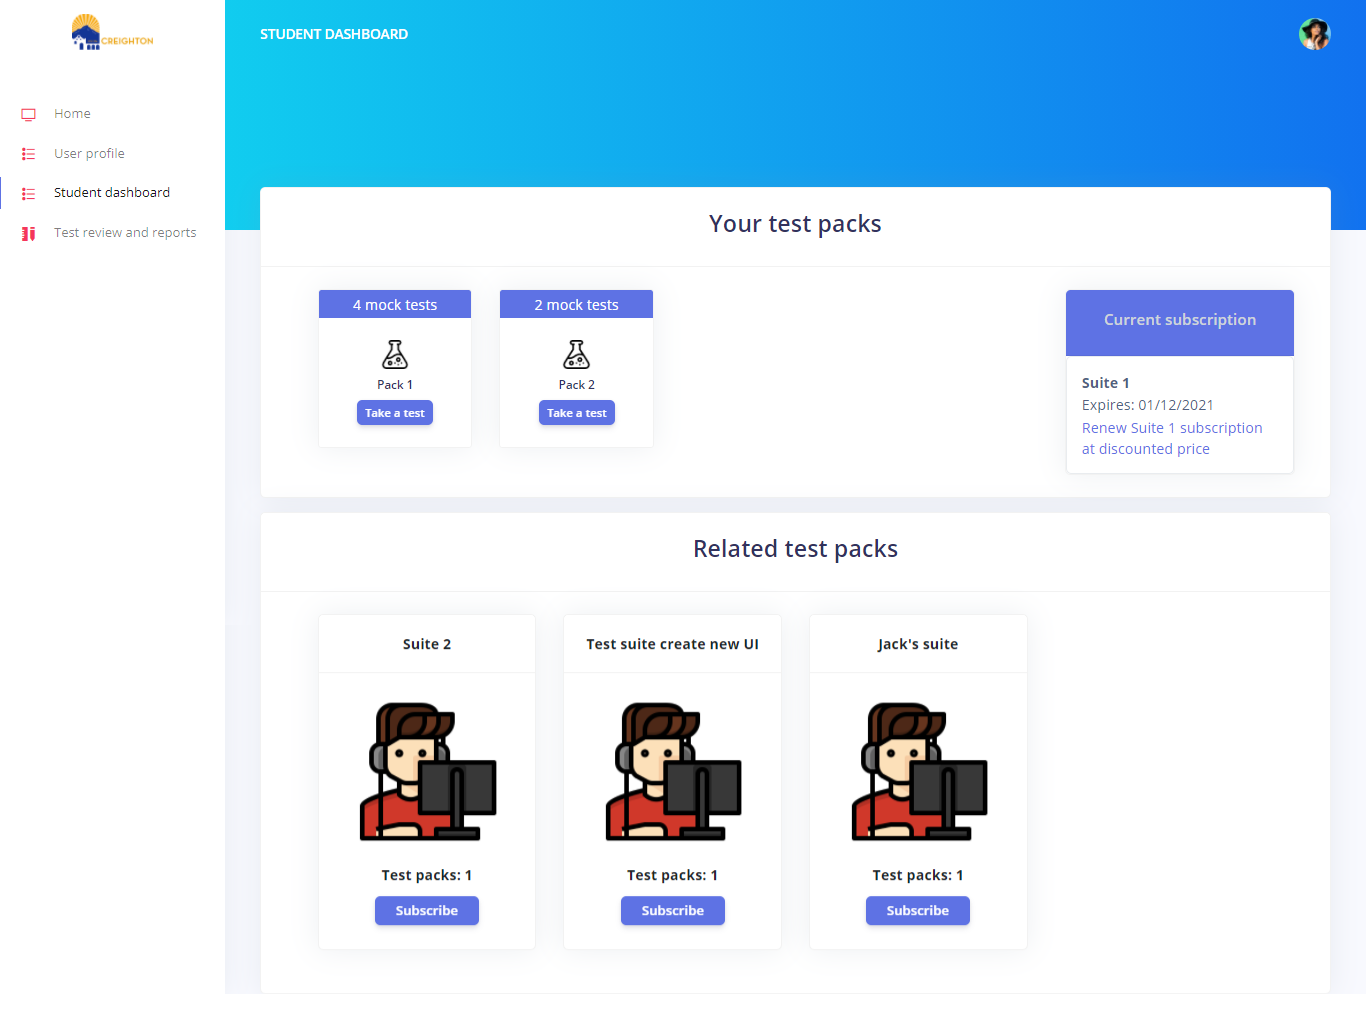 CREIGHTON
STUDENT DASHBOARD
Home
User profile
Student dashboard
Test review and reports
Your test packs
4 mock tests
Pack 1
Take a test
2 mock tests
Pack 2
Take a test
Current subscription
Suite 1
Expires: 01/12/2021
Renew Suite 1 subscription
at discounted price
Related test packs
Suite 2
Test packs: 1
Subscribe
Test suite create new UI
Test packs: 1
Subscribe
Jack's suite
Test packs: 1
Subscribe